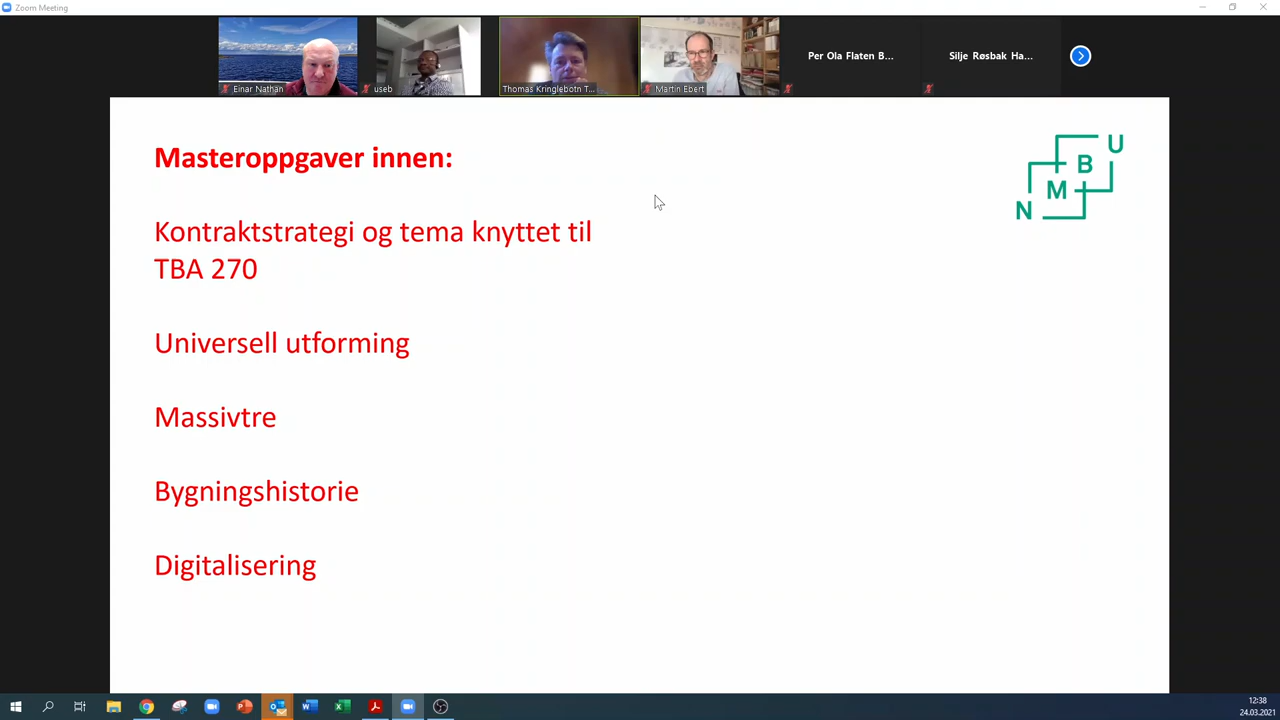 Zoom Meeting
Einar Nathan
useb
Thomas Kringlebotn T...
Martin Ebert
Per Ola Flaten B...
Silje Røsbak Ha...
Masteroppgaver innen:
Kontraktstrategi og tema knyttet til
TBA 270
Universell utforming
Massivtre
Bygningshistorie
Digitalisering
N M B U
12:38
24.03.2021